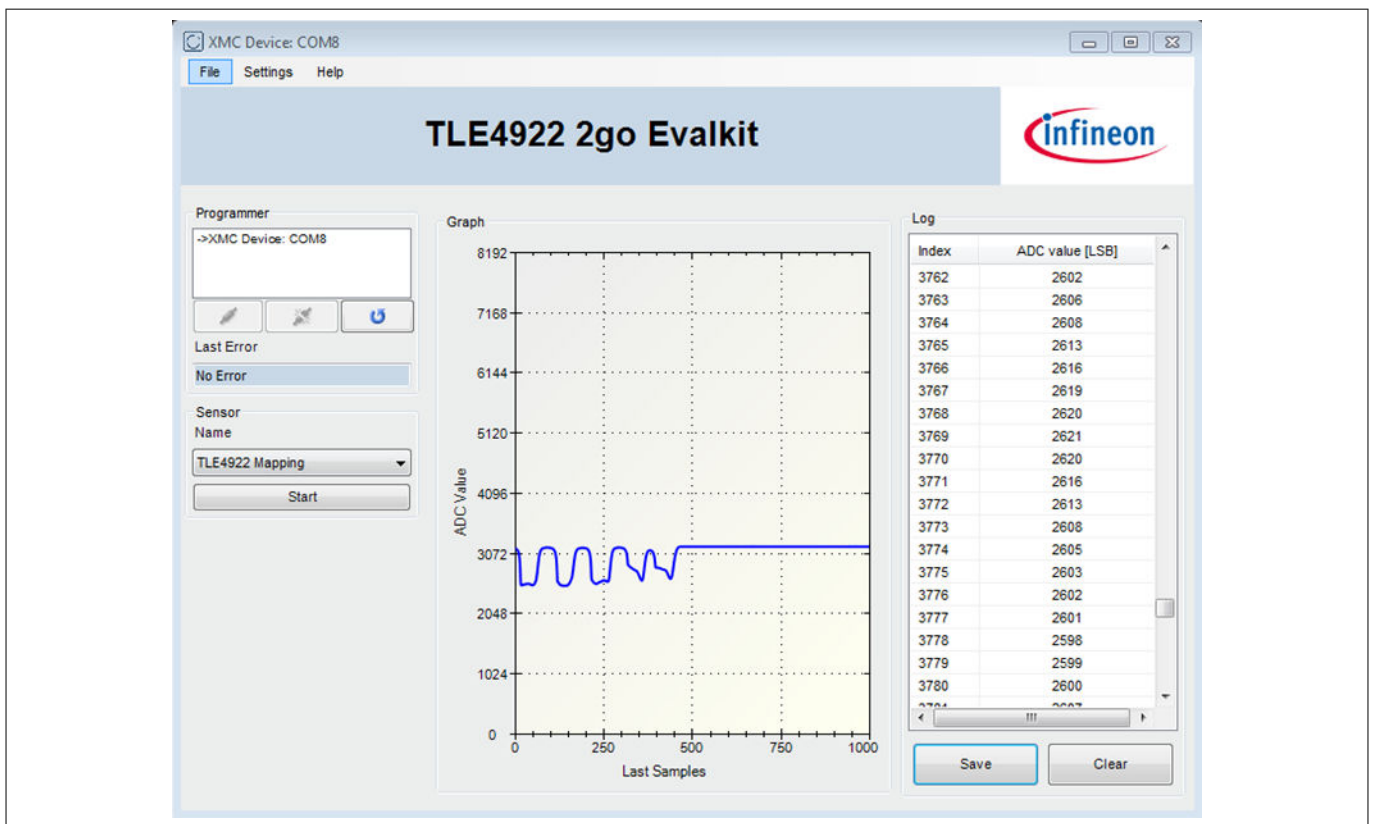 XMC Device: COM8
File Settings Help
TLE4922 2go Evalkit
infineon
Programmer
->XMC Device: COM8
Last Error
No Error
Sensor
Name
TLE4922 Mapping
Start
Graph
8192
7168
6144
5120
4096
3072
2048
1024
0
ADC Value
0 250 500 750 1000
Last Samples
Log
Index ADC value [LSB]
3762 2602
3763 2606
3764 2608
3765 2613
3766 2616
3767 2619
3768 2620
3769 2621
3770 2620
3771 2616
3772 2613
3773 2608
3774 2605
3775 2603
3776 2602
3777 2601
3778 2598
3779 2599
3780 2600
Save Clear